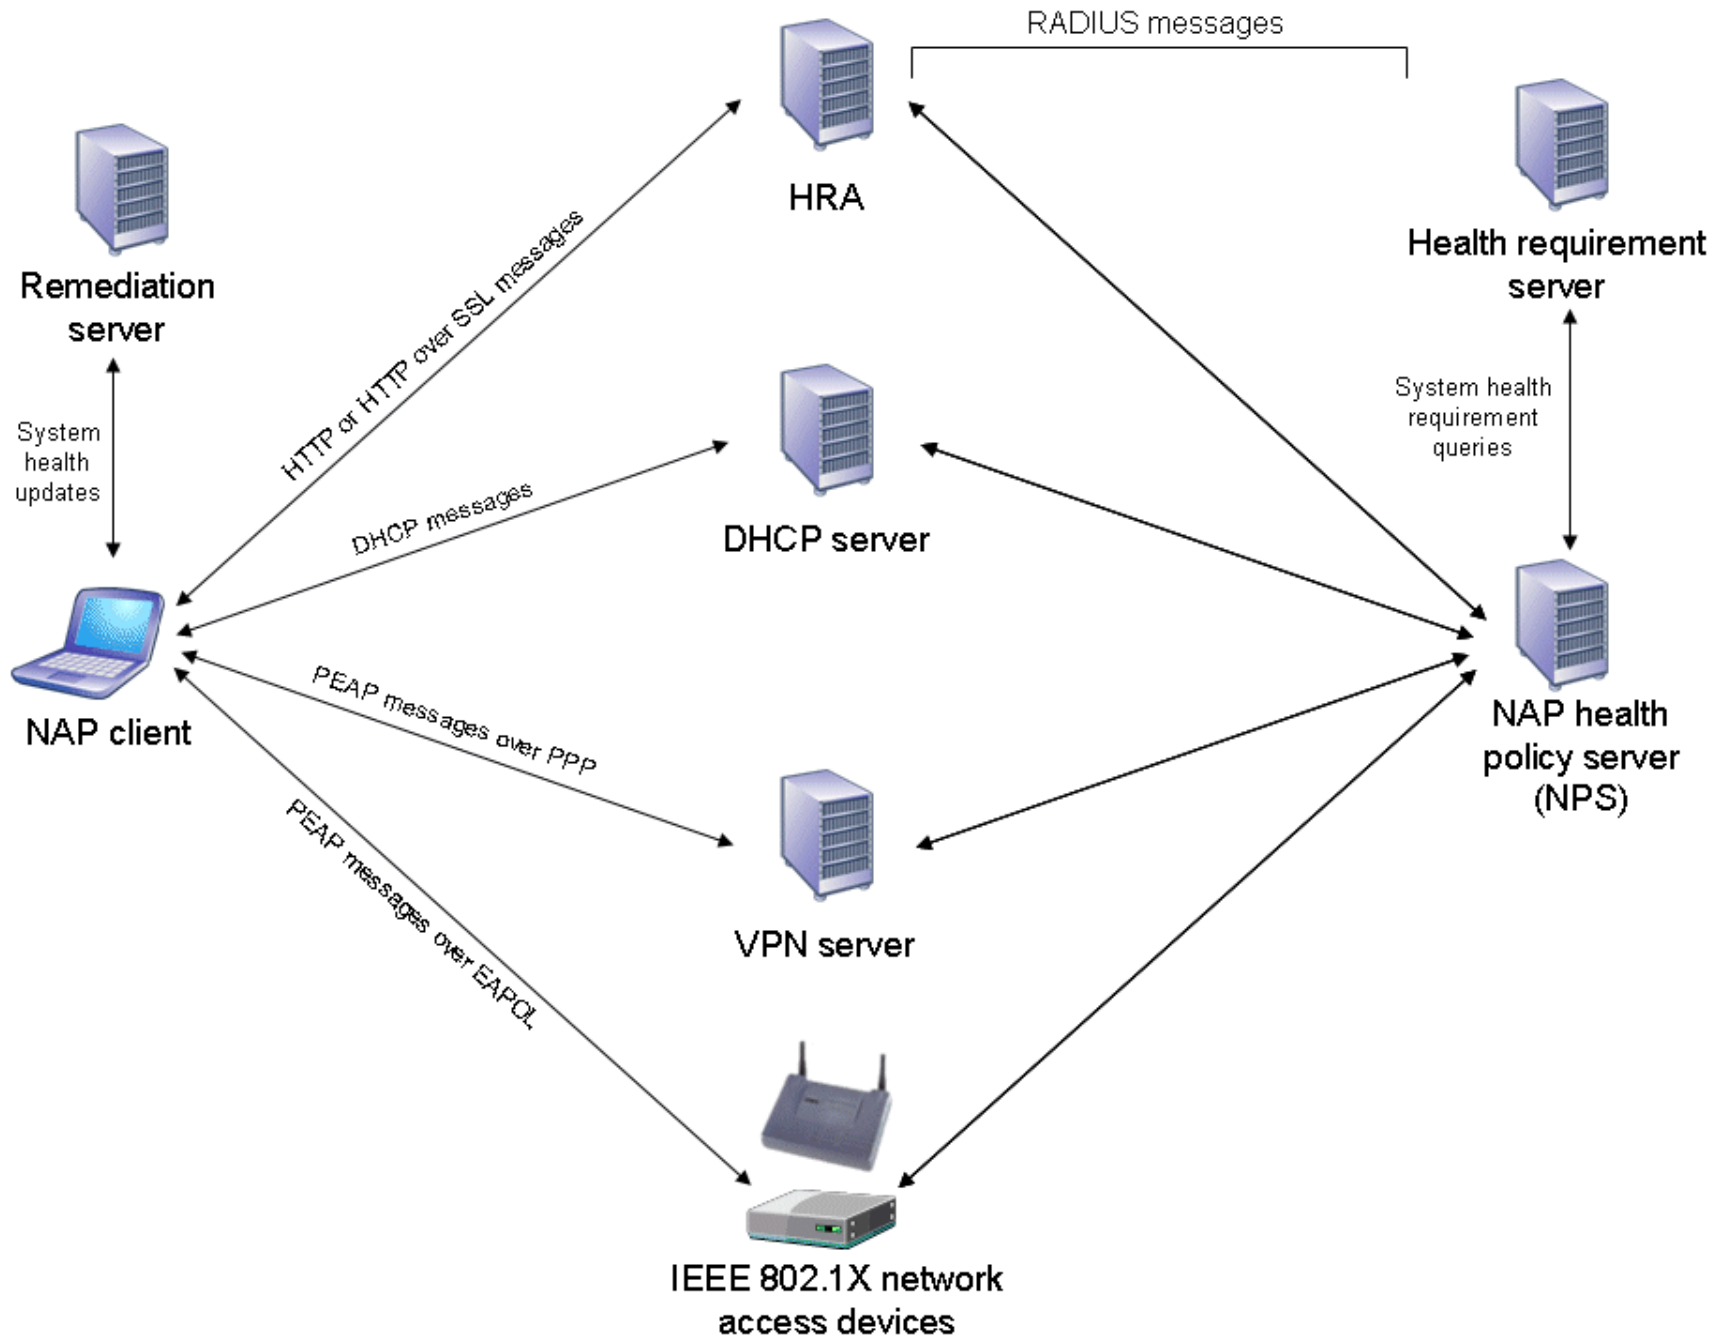 RADIUS messages
HRA
Remediation
server
Health requirement
server
HTTP or HTTP over SSL messages
System
health
updates
System health
requirement
queries
DHCP messages
DHCP server
NAP client
PEAP messages over PPP
NAP health
policy server
(NPS)
PEAP messages over EAPOL
VPN server
IEEE 802.1X network
access devices